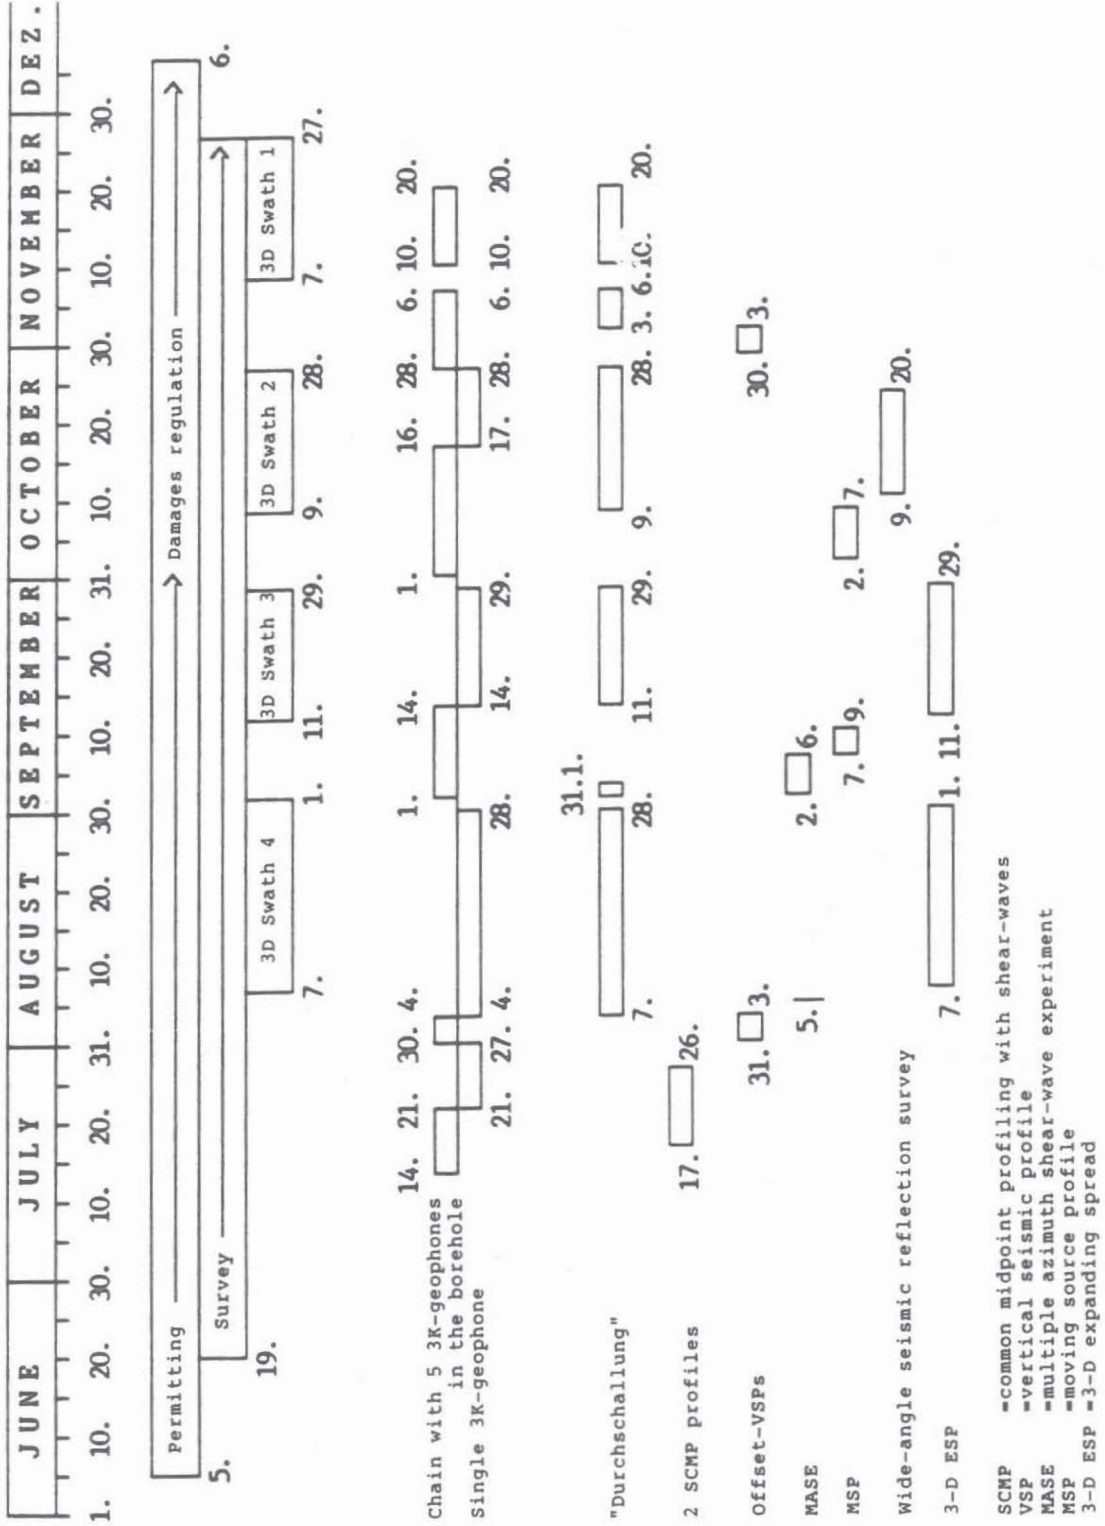 JUNE JULY AUGUST SEPTEMBER OCTOBER NOVEMBER DEZ.
1. 10. 20. 30. 10. 20. 31. 10. 20. 30. 10. 20. 31. 10. 20. 30. 10. 20. 30.
Permitting Damages regulation
5. Survey 6.
19. 3D Swath 4 3D Swath 3 3D Swath 2 3D Swath 1
7. 1. 11. 29. 9. 28. 7. 27.
14. 21. 30. 4. 1. 14. 1. 16. 28. 6. 10. 20.
Chain with 5 3K-geophones
in the borehole
Single 3K-geophone
21. 27. 4. 28. 14. 29. 17. 28. 6. 10. 20.
31.1.
"Durchschallung"
7. 28. 11. 29. 9. 28. 3. 6. 10. 20.
2 SCMP profiles 17. 26.
Offset-VSPs 31. 3. 30. 3.
MASE 5. 2. 6.
MSP 7. 9. 2. 7.
Wide-angle seismic reflection survey 9. 20.
3-D ESP 7. 1. 11. 29.
SCMP =common midpoint profiling with shear-waves
VSP =vertical seismic profile
MASE =multiple azimuth shear-wave experiment
MSP =moving source profile
3-D ESP =3-D expanding spread